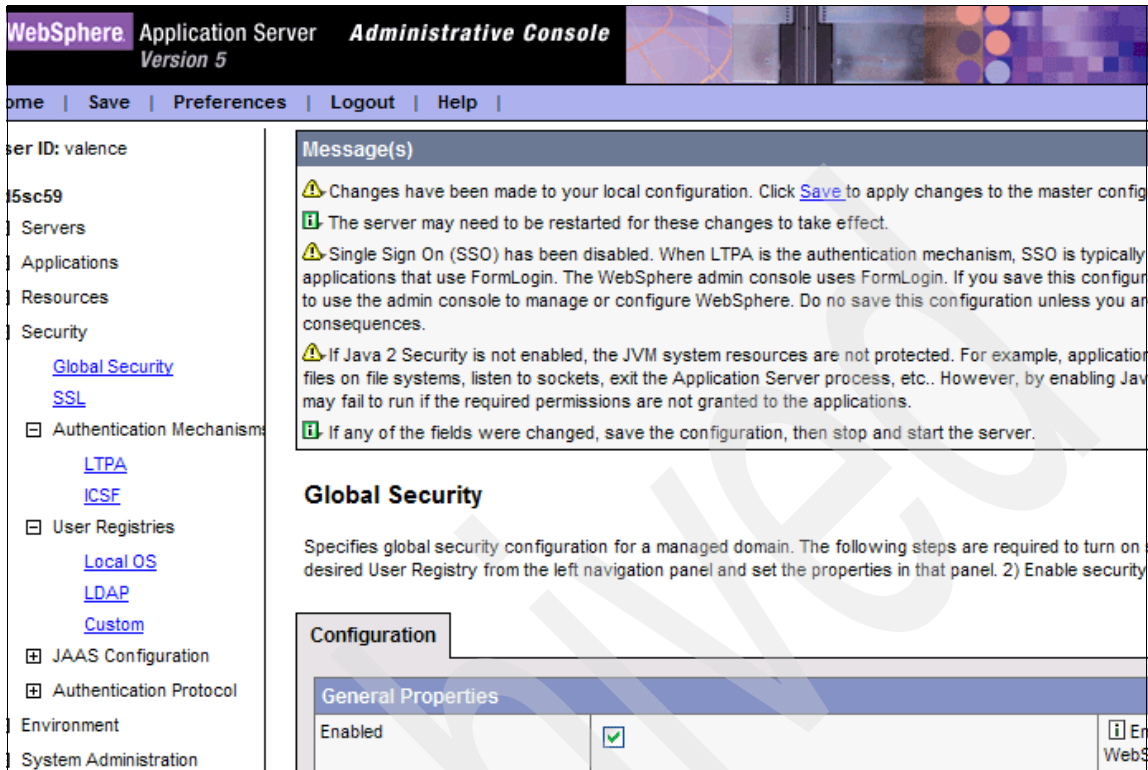 WebSphere Application Server Administrative Console
Version 5
ome | Save | Preferences | Logout | Help |
ser ID: valence
Message(s)
d5sc59
Changes have been made to your local configuration. Click Save to apply changes to the master config
Servers
The server may need to be restarted for these changes to take effect.
Applications
Single Sign On (SSO) has been disabled. When LTPA is the authentication mechanism, SSO is typically
applications that use FormLogin. The WebSphere admin console uses FormLogin. If you save this configur
Resources
to use the admin console to manage or configure WebSphere. Do no save this configuration unless you ar
consequences.
Security
Global Security
If Java 2 Security is not enabled, the JVM system resources are not protected. For example, application
files on file systems, listen to sockets, exit the Application Server process, etc.. However, by enabling Jav
SSL
may fail to run if the required permissions are not granted to the applications.
Authentication Mechanisms
If any of the fields were changed, save the configuration, then stop and start the server.
LTPA
ICSF
Global Security
User Registries
Specifies global security configuration for a managed domain. The following steps are required to turn on s
Local OS
desired User Registry from the left navigation panel and set the properties in that panel. 2) Enable security
LDAP
Custom
Configuration
JAAS Configuration
Authentication Protocol
General Properties
Environment
Enabled
En
WebS
System Administration